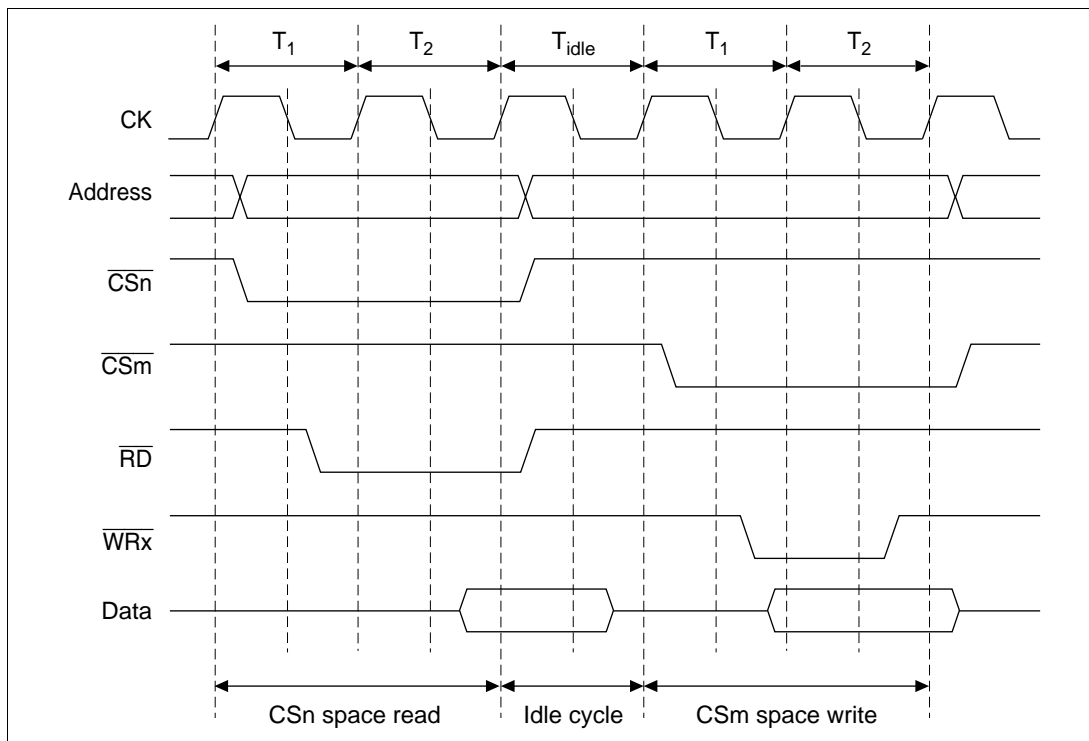 T1 T2 Tidle T1 T2
CK
Address
CSn
CSm
RD
WRx
Data
CSn space read Idle cycle CSm space write